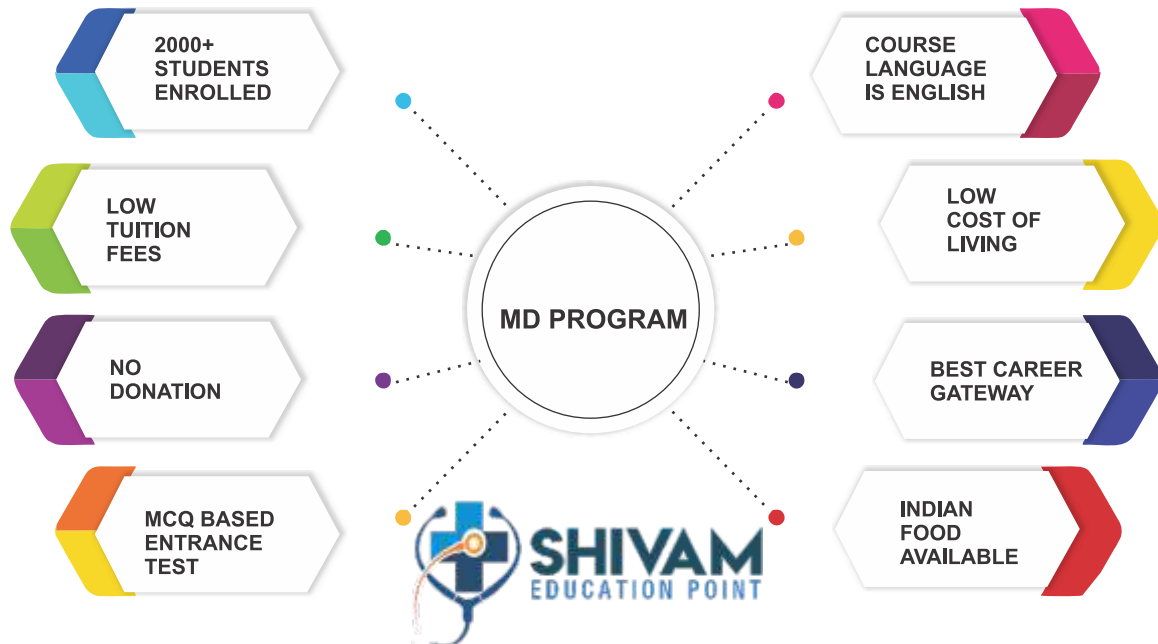 2000+
STUDENTS
ENROLLED
LOW
TUITION
FEES
NO
DONATION
MCQ BASED
ENTRANCE
TEST
MD PROGRAM
COURSE
LANGUAGE
IS ENGLISH
LOW
COST OF
LIVING
BEST CAREER
GATEWAY
INDIAN
FOOD
AVAILABLE
SHIVAM
EDUCATION POINT